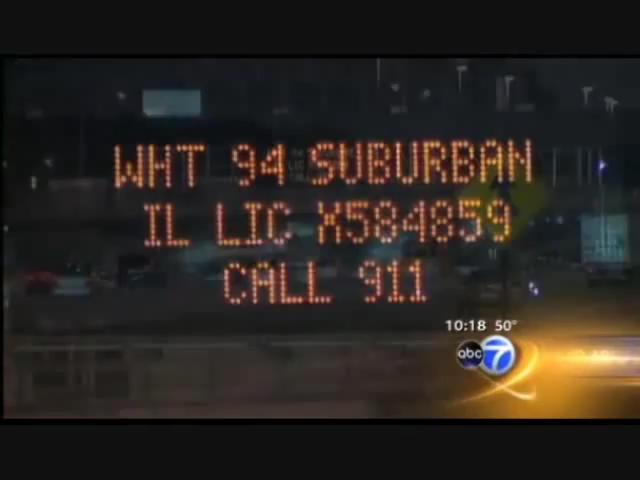 WHT 94 SUBURBAN
IL LIC X584859
CALL 911
10:18 50°
abc 7